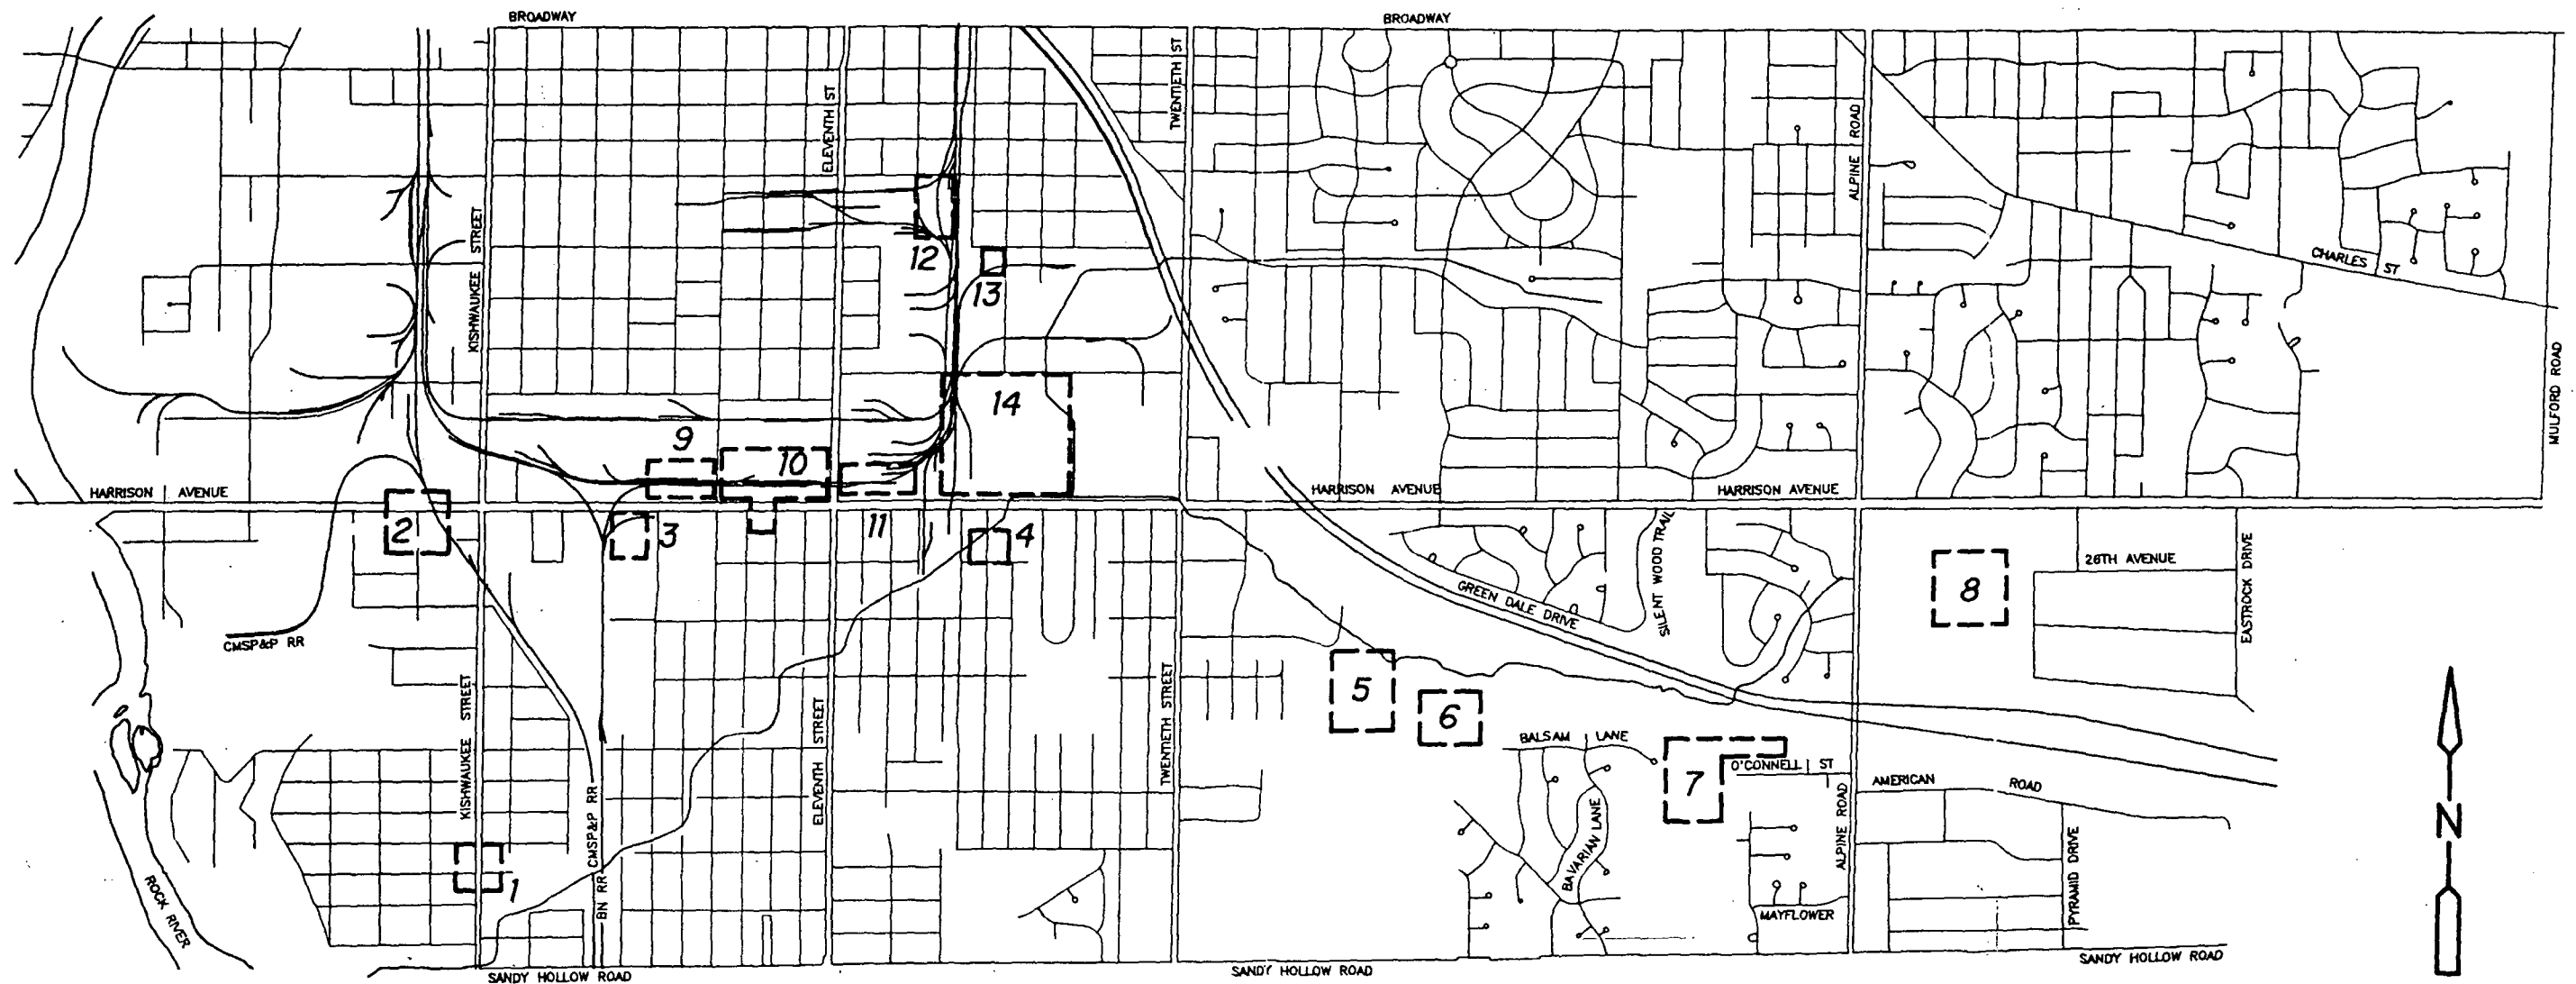 BROADWAY
BROADWAY
TWENTIETH ST
ELEVENTH ST
ALPINE ROAD
KISHWAUKEE STREET
12
13
CHARLES ST
MULFORD ROAD
14
9
10
HARRISON AVENUE
HARRISON AVENUE
HARRISON AVENUE
2
3
11
4
SILENT WOOD TRAIL
26TH AVENUE
EASTROCK DRIVE
8
GREEN DALE DRIVE
CMSP&P RR
KISHWAUKEE STREET
ELEVENTH STREET
TWENTIETH STREET
5
6
BALSAM LANE
O'CONNELL ST
7
AMERICAN ROAD
BAVARIAN LANE
ALPINE ROAD
PYRAMID DRIVE
N
BN RR CMSP&P RR
1
ROCK RIVER
MAYFLOWER
SANDY HOLLOW ROAD
SANDY HOLLOW ROAD
SANDY HOLLOW ROAD